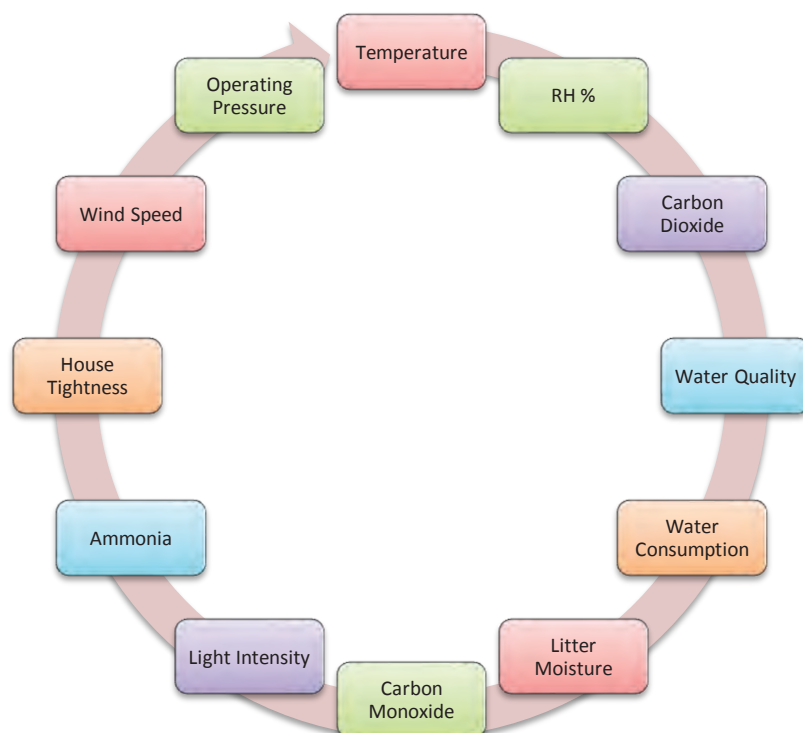 Temperature
RH %
Carbon
Dioxide
Water Quality
Water
Consumption
Litter
Moisture
Carbon
Monoxide
Light Intensity
Ammonia
House
Tightness
Wind Speed
Operating
Pressure